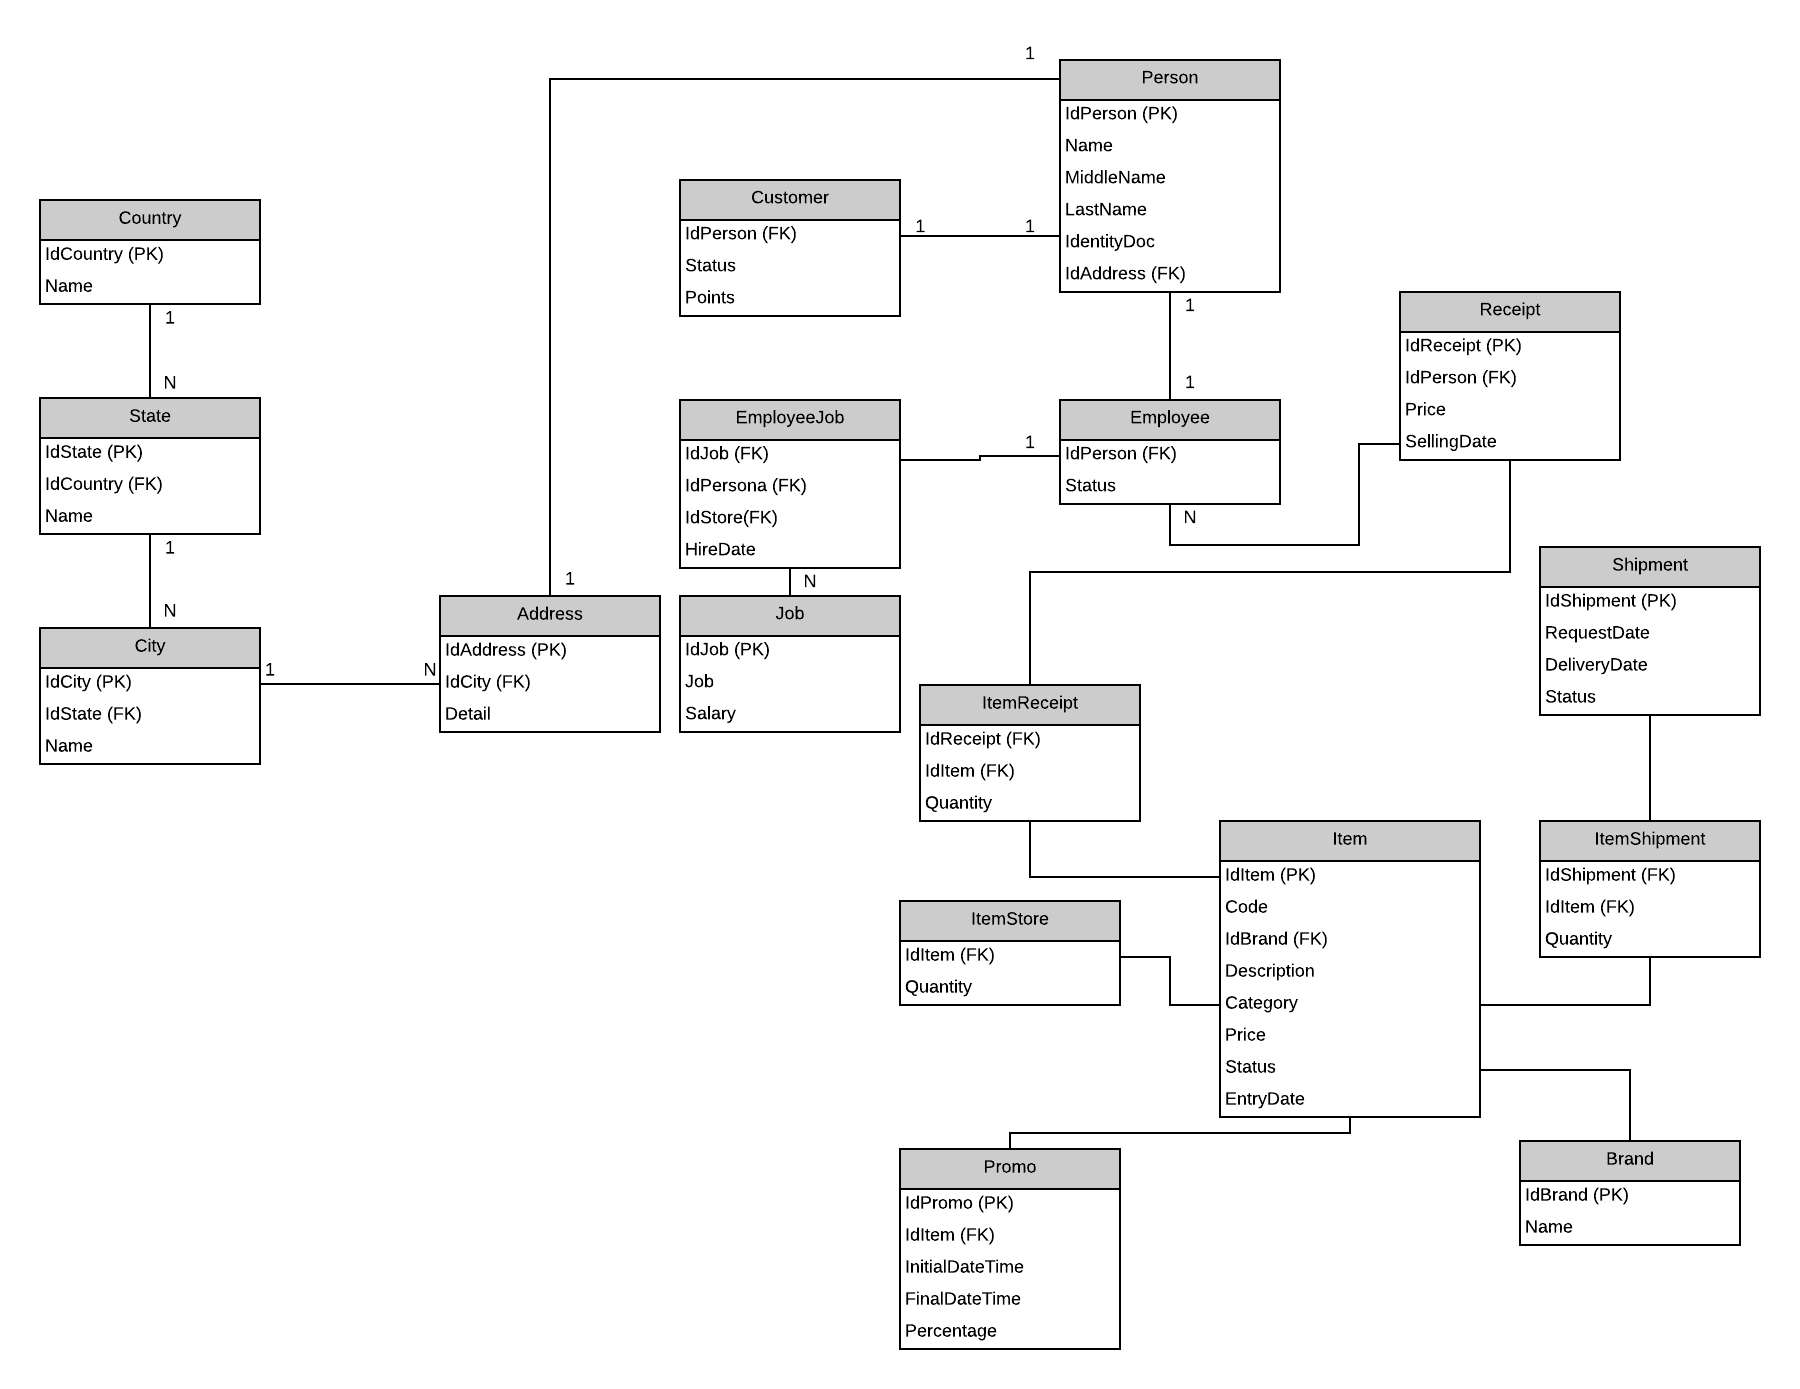 1
Person
IdPerson (PK)
Name
MiddleName
LastName
IdentityDoc
IdAddress (FK)
1
1
Customer
IdPerson (FK)
Status
Points
1
1
Country
IdCountry (PK)
Name
1
N
State
IdState (PK)
IdCountry (FK)
Name
1
N
City
IdCity (PK)
IdState (FK)
Name
1
N
1
Address
IdAddress (PK)
IdCity (FK)
Detail
EmployeeJob
IdJob (FK)
IdPersona (FK)
IdStore(FK)
HireDate
N
1
Job
IdJob (PK)
Job
Salary
Employee
IdPerson (FK)
Status
N
Receipt
IdReceipt (PK)
IdPerson (FK)
Price
SellingDate
Shipment
IdShipment (PK)
RequestDate
DeliveryDate
Status
ItemReceipt
IdReceipt (FK)
IdItem (FK)
Quantity
Item
IdItem (PK)
Code
IdBrand (FK)
Description
Category
Price
Status
EntryDate
ItemShipment
IdShipment (FK)
IdItem (FK)
Quantity
ItemStore
IdItem (FK)
Quantity
Promo
IdPromo (PK)
IdItem (FK)
InitialDateTime
FinalDateTime
Percentage
Brand
IdBrand (PK)
Name